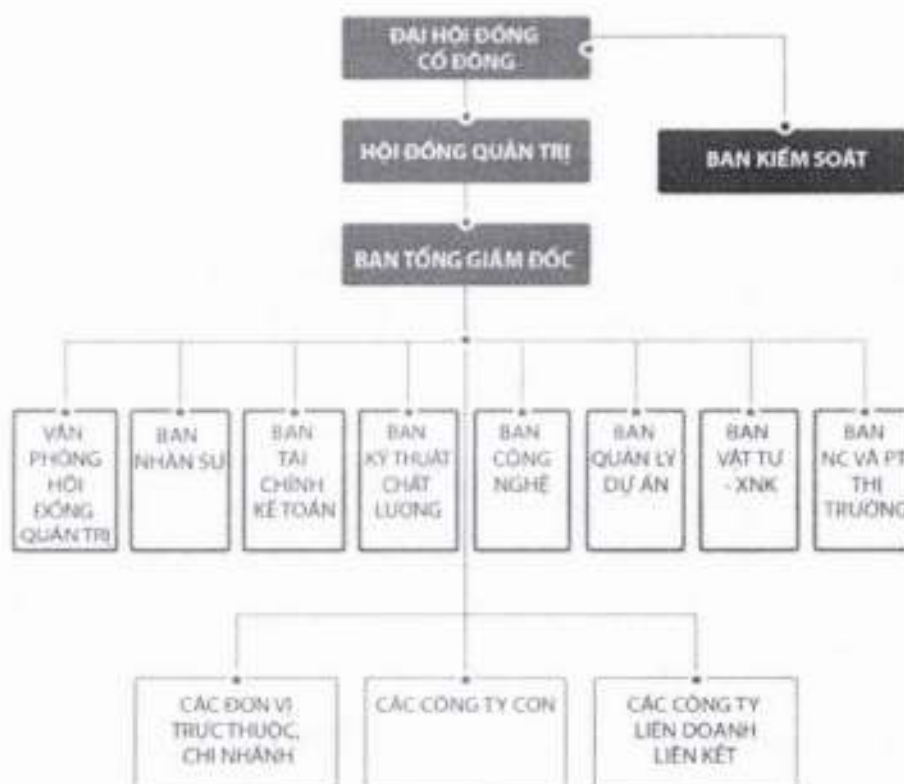 ĐẠI HỘI ĐỒNG
CỔ ĐÔNG
HỘI ĐỒNG QUẢN TRỊ
BAN KIỂM SOÁT
BAN TỔNG GIÁM ĐỐC
VĂN
PHÒNG
HỘI
ĐỒNG
QUẢN TRỊ
BAN
NHÂN SỰ
BAN
TÀI
CHÍNH
KẾ TOÁN
BAN
KỸ THUẬT
CHẤT
LƯỢNG
BAN
CÔNG
NGHỆ
BAN
QUẢN LÝ
DỰ ÁN
BAN
VẬT TƯ
- XNK
BAN
NC VÀ PT
THỊ
TRƯỜNG
CÁC ĐƠN VỊ
TRỰC THUỘC,
CHI NHÁNH
CÁC CÔNG TY CON
CÁC CÔNG TY
LIÊN DOANH
LIÊN KẾT